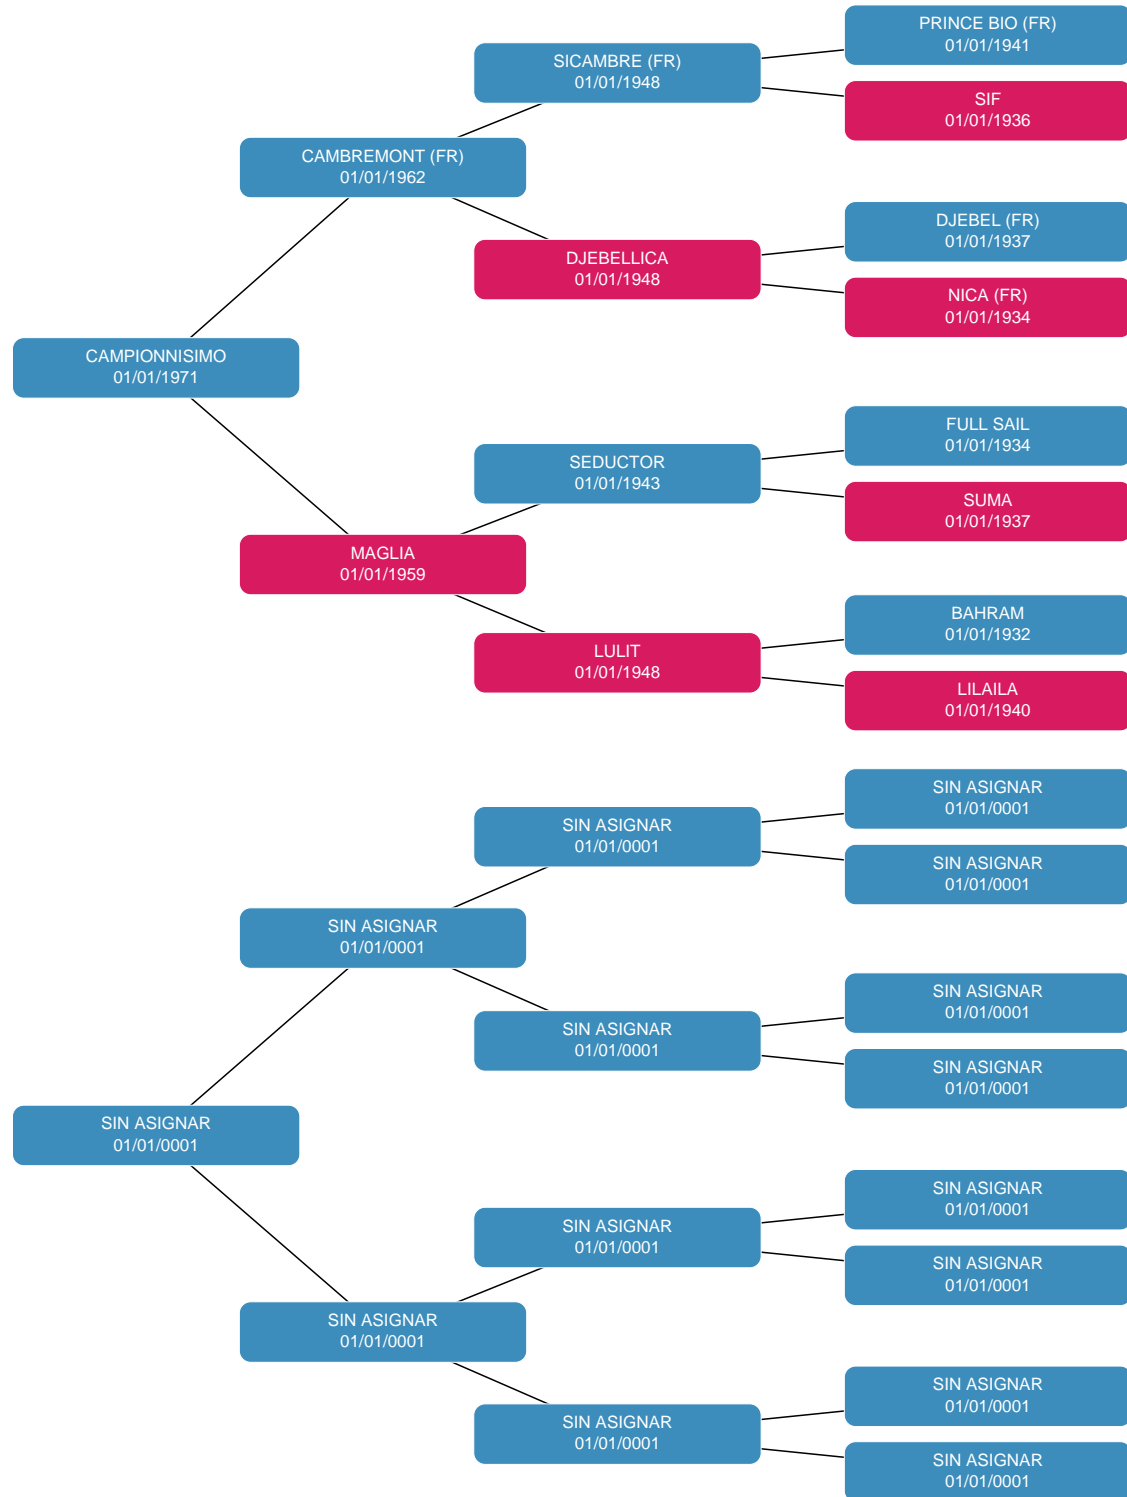 PRINCE BIO (FR)
01/01/1941
SICAMBRE (FR)
01/01/1948
SIF
01/01/1936
CAMBREMONT (FR)
01/01/1962
DJEBEL (FR)
01/01/1937
DJEBELLICA
01/01/1948
NICA (FR)
01/01/1934
CAMPIONNISIMO
01/01/1971
FULL SAIL
01/01/1934
SEDUCTOR
01/01/1943
SUMA
01/01/1937
MAGLIA
01/01/1959
BAHRAM
01/01/1932
LULIT
01/01/1948
LILAILA
01/01/1940
SIN ASIGNAR
01/01/0001
SIN ASIGNAR
01/01/0001
SIN ASIGNAR
01/01/0001
SIN ASIGNAR
01/01/0001
SIN ASIGNAR
01/01/0001
SIN ASIGNAR
01/01/0001
SIN ASIGNAR
01/01/0001
SIN ASIGNAR
01/01/0001
SIN ASIGNAR
01/01/0001
SIN ASIGNAR
01/01/0001
SIN ASIGNAR
01/01/0001
SIN ASIGNAR
01/01/0001
SIN ASIGNAR
01/01/0001
SIN ASIGNAR
01/01/0001
SIN ASIGNAR
01/01/0001